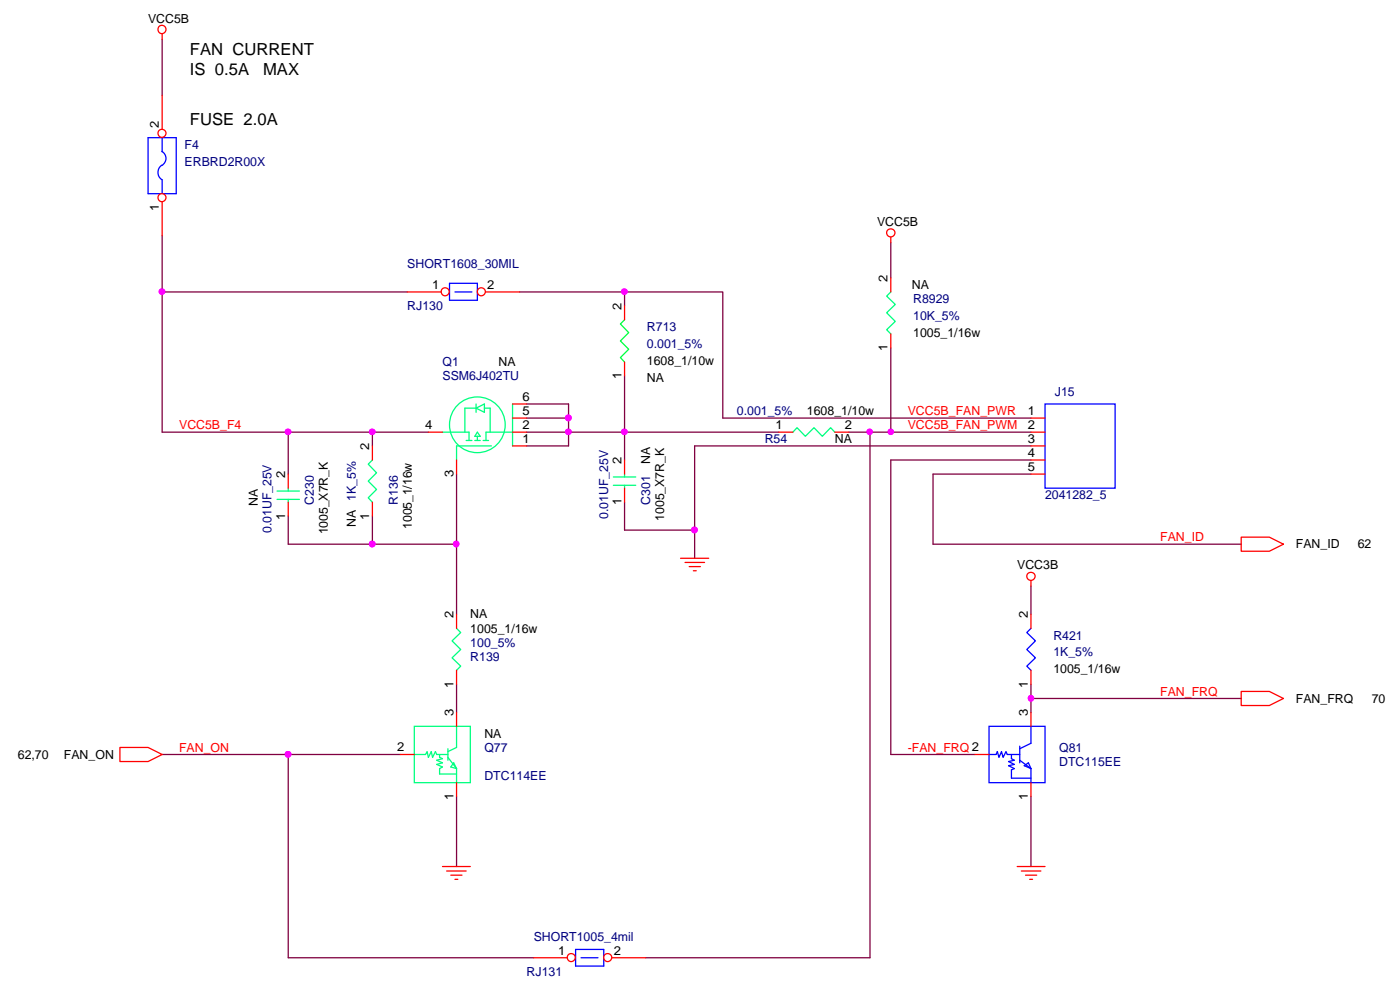 VCC5B
FAN CURRENT
IS 0.5A MAX
FUSE 2.0A
2
F4
ERBRD2R00X
1
VCC5B
SHORT1608_30MIL
1
2
RJ130
2
R713
0.001_5%
1608_1/10w
NA
1
2
NA
R8929
10K_5%
1005_1/16w
1
Q1
NA
SSM6J402TU
6
5
2
1
4
3
VCC5B_F4
0.001_5%
1608_1/10w
1
2
R54
NA
VCC5B_FAN_PWR
VCC5B_FAN_PWM
J15
1
2
3
4
5
2041282_5
NA
0.01UF_25V
2
1
C230
1005_X7R_K
NA 1K_5%
2
1
R136
1005_1/16w
0.01UF_25V
2
1
C301 NA
1005_X7R_K
FAN_ID
FAN_ID 62
VCC3B
2
R421
1K_5%
1005_1/16w
1
FAN_FRQ
FAN_FRQ 70
2
NA
1005_1/16w
100_5%
R139
1
3
NA
Q77
DTC114EE
2
1
62,70 FAN_ON
FAN_ON
-FAN_FRQ
2
3
Q81
DTC115EE
1
SHORT1005_4mil
1
2
RJ131